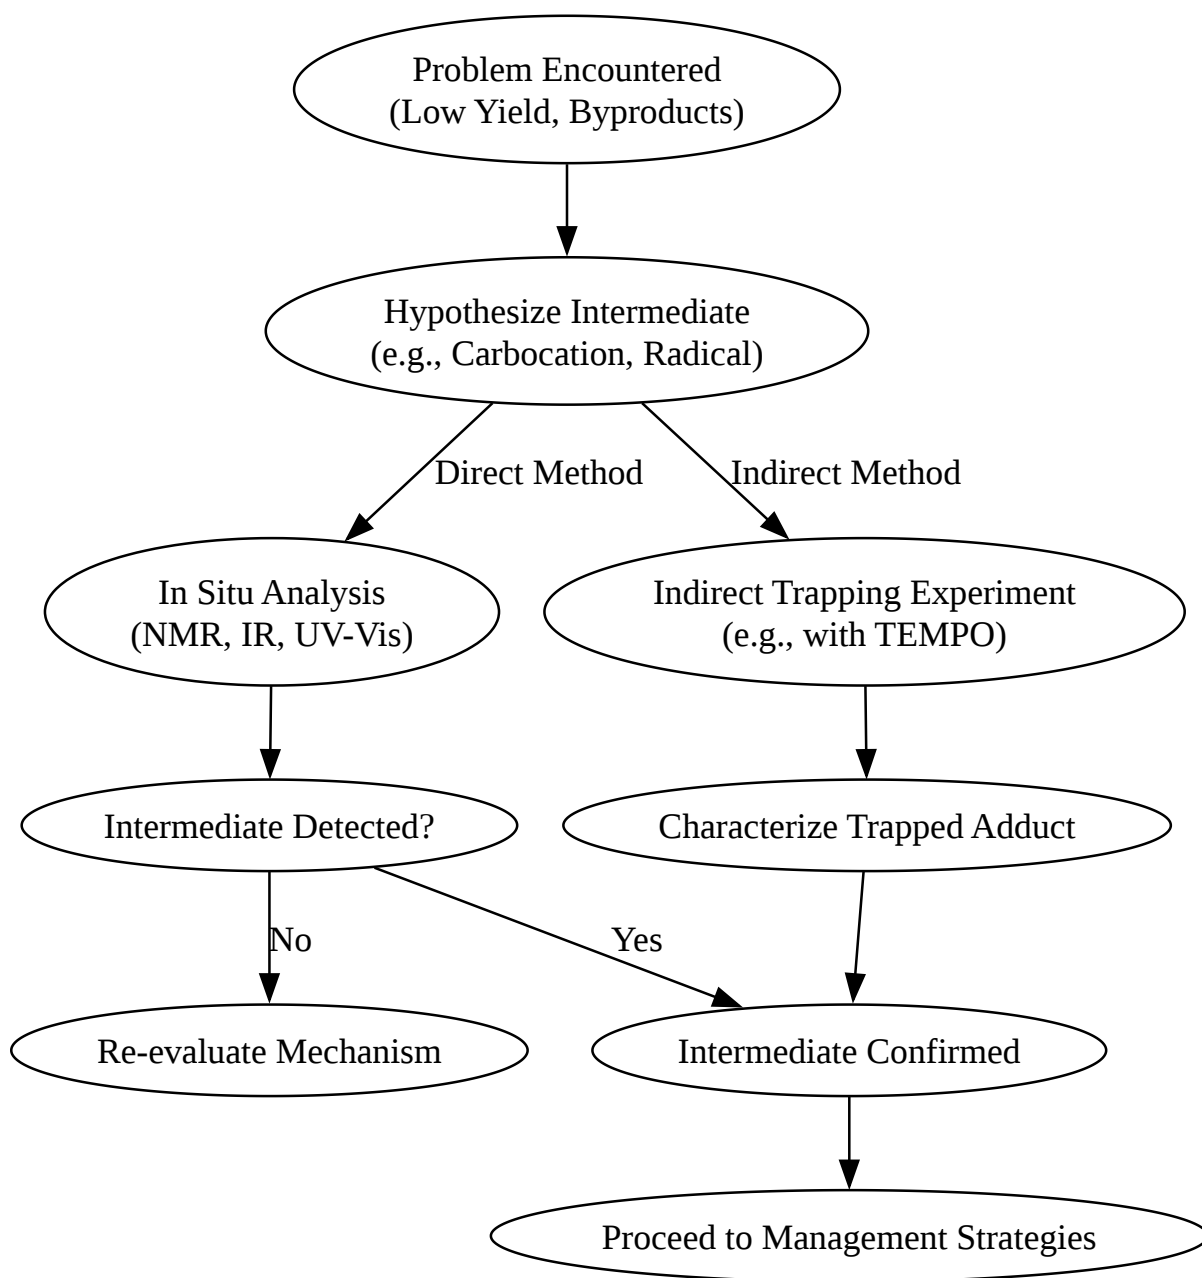 Problem Encountered
(Low Yield, Byproducts)
Hypothesize Intermediate
(e.g., Carbocation, Radical)
Direct Method
Indirect Method
In Situ Analysis
(NMR, IR, UV-Vis)
Indirect Trapping Experiment
(e.g., with TEMPO)
Intermediate Detected?
Characterize Trapped Adduct
No
Yes
Re-evaluate Mechanism
Intermediate Confirmed
Proceed to Management Strategies